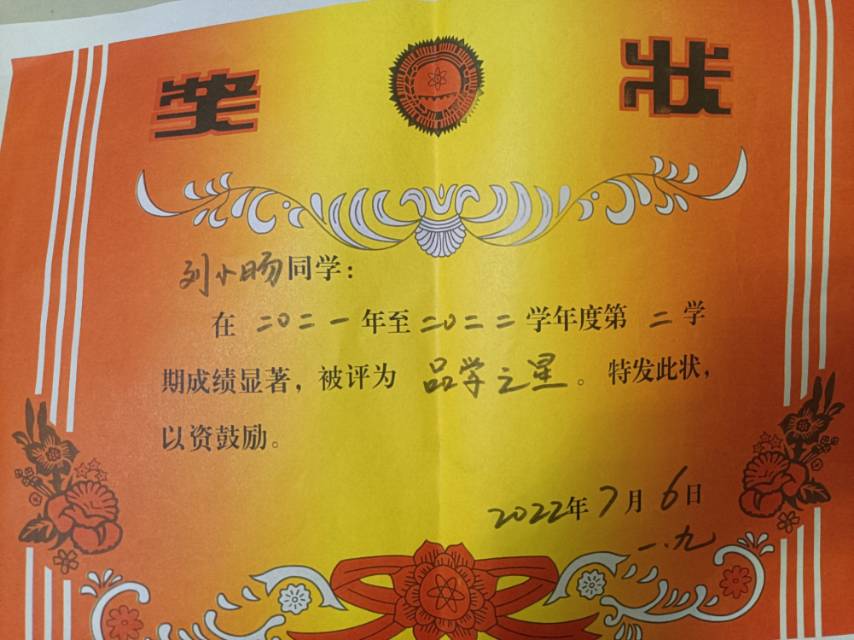 奖状
刘小旸同学：
在二〇二一年至二〇二二学年度第二学
期成绩显著，被评为 品学之星。特发此状，
以资鼓励。
2022年7月6日
一.九